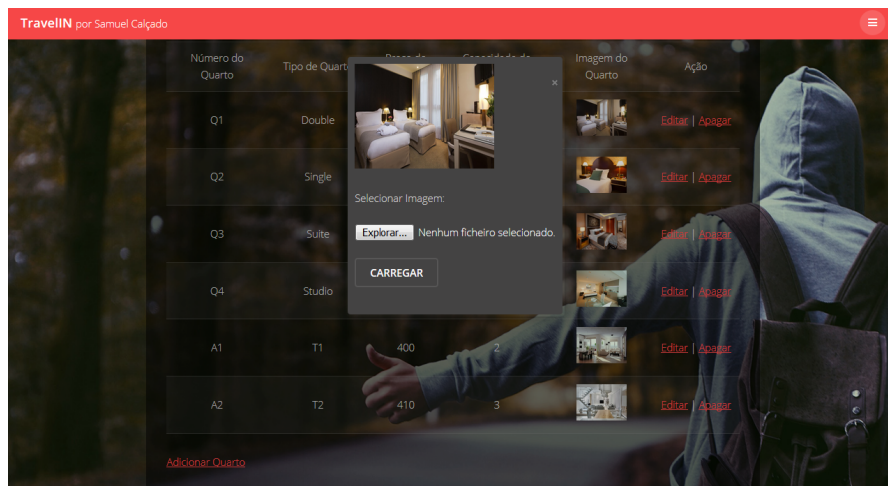 TravelIN por Samuel Calçado
Número do Quarto
Tipo de Quarto
Imagem do Quarto
Ação
×
Q1 Double Editar | Apagar
Q2 Single Editar | Apagar
Selecionar Imagem:
Q3 Suite Editar | Apagar
Explorar... Nenhum ficheiro selecionado.
CARREGAR
Q4 Studio Editar | Apagar
A1 T1 400 2 Editar | Apagar
A2 T2 410 3 Editar | Apagar
Adicionar Quarto